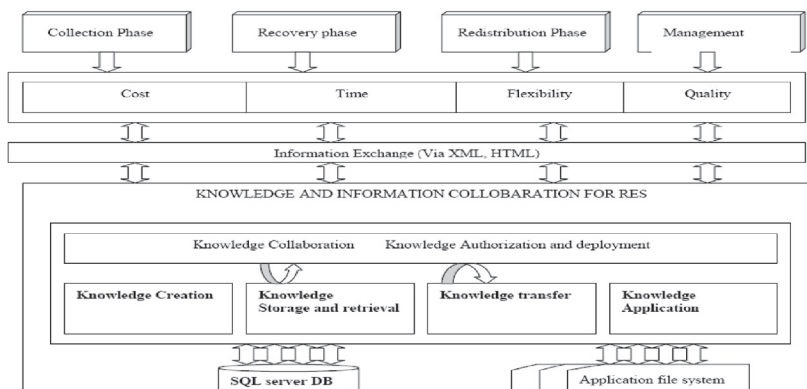 Collection Phase
Recovery phase
Redistribution Phase
Management
Cost
Time
Flexibility
Quality
Information Exchange (Via XML, HTML)
KNOWLEDGE AND INFORMATION COLLOBARATION FOR RES
Knowledge Collaboration Knowledge Authorization and deployment
Knowledge Creation
Knowledge
Storage and retrieval
Knowledge transfer
Knowledge
Application
SQL server DB
Application file system